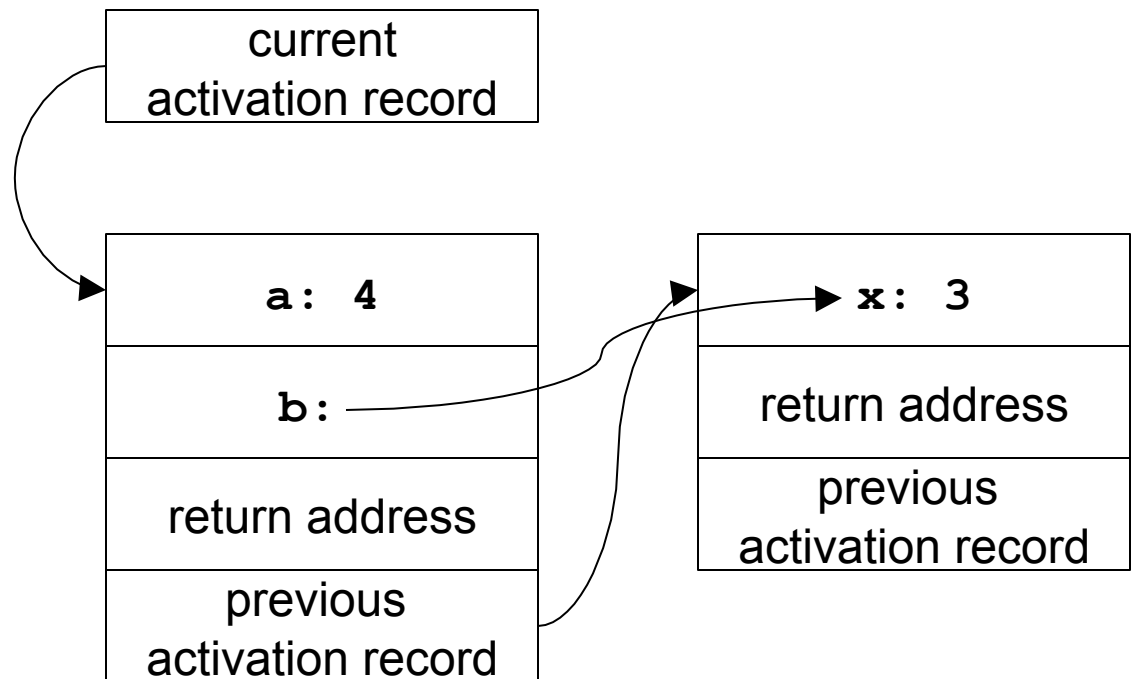 current
activation record
a: 4
b:
return address
previous
activation record
x: 3
return address
previous
activation record